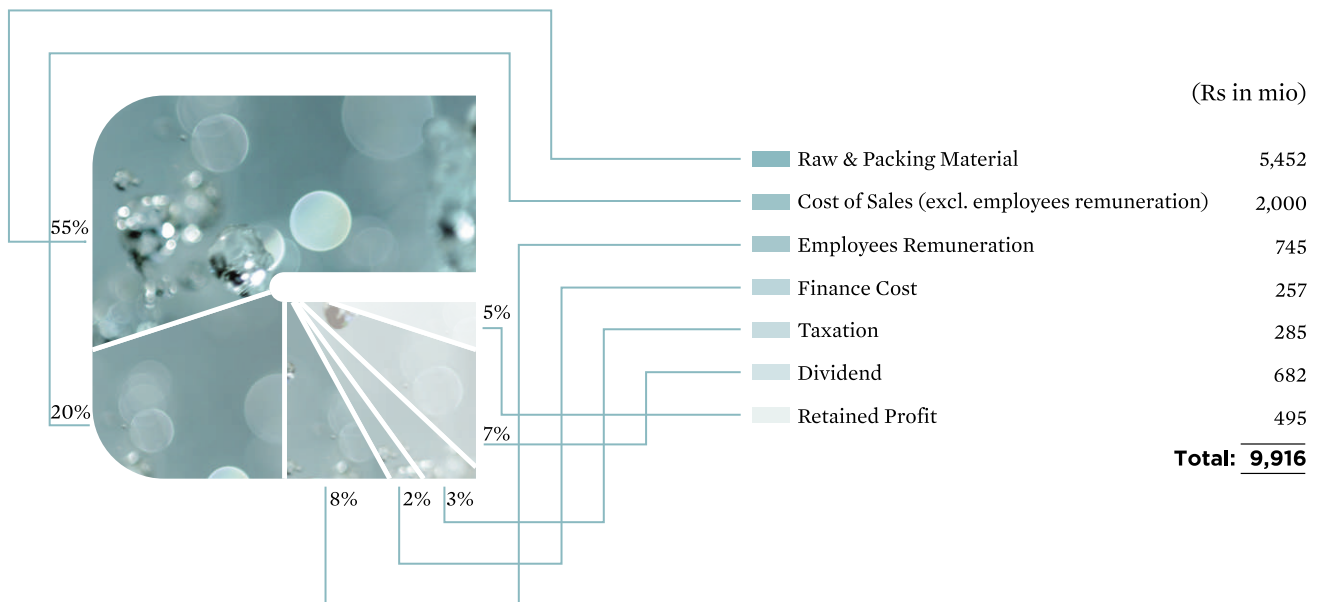 (Rs in mio)
55%
20%
5%
7%
8%
2%
3%
Raw & Packing Material 5,452
Cost of Sales (excl. employees remuneration) 2,000
Employees Remuneration 745
Finance Cost 257
Taxation 285
Dividend 682
Retained Profit 495
Total: 9,916